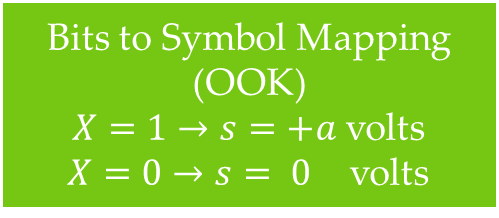 Bits to Symbol Mapping
(OOK)
X = 1 → s = +a volts
X = 0 → s = 0 volts